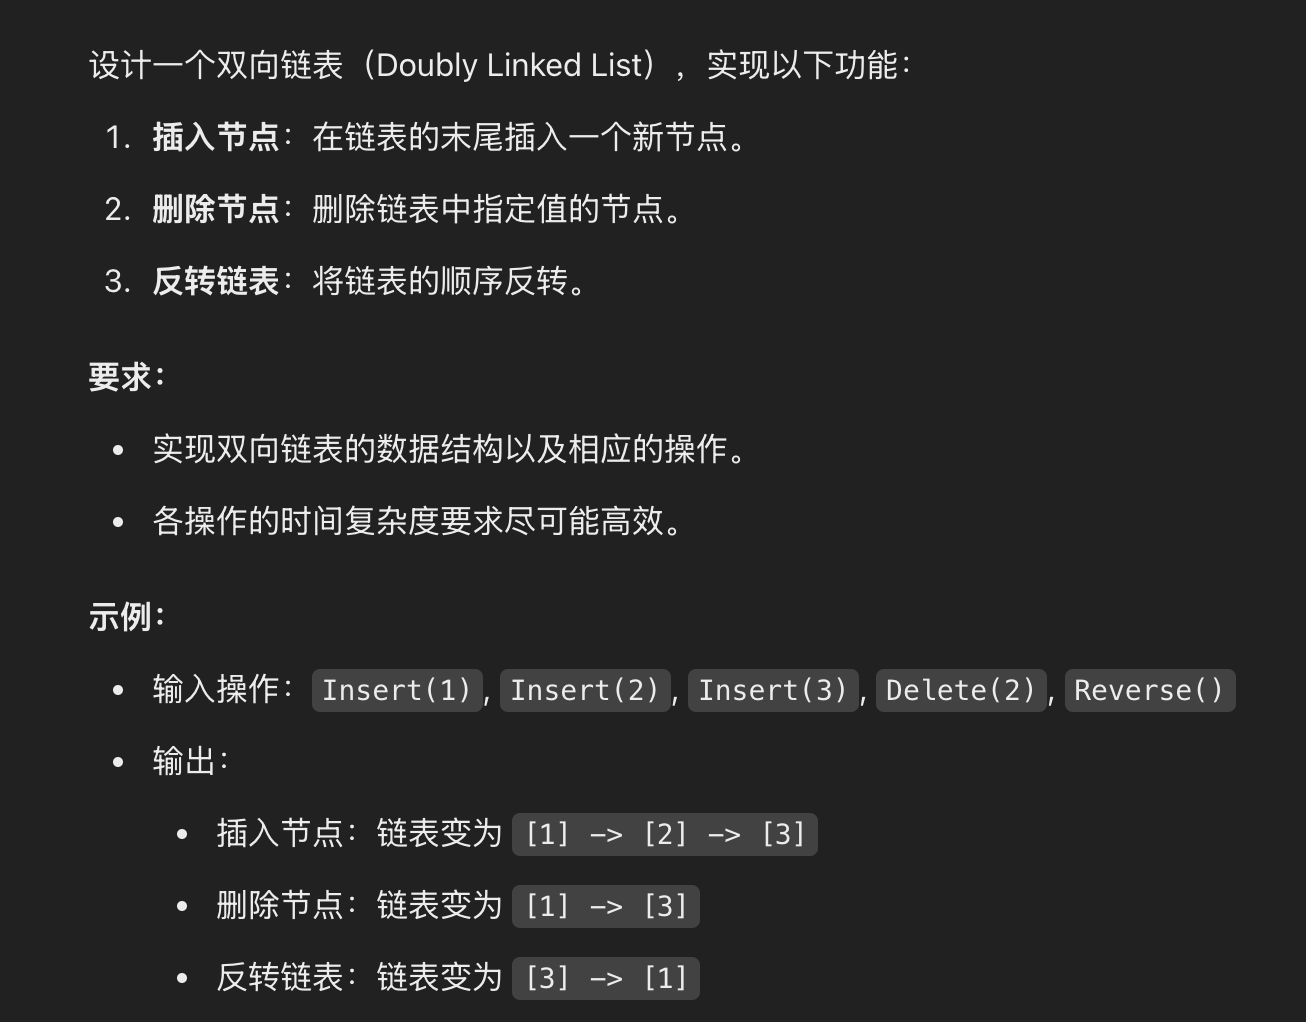 设计一个双向链表（Doubly Linked List），实现以下功能：
1. 插入节点：在链表的末尾插入一个新节点。
2. 删除节点：删除链表中指定值的节点。
3. 反转链表：将链表的顺序反转。
要求：
• 实现双向链表的数据结构以及相应的操作。
• 各操作的时间复杂度要求尽可能高效。
示例：
• 输入操作：Insert(1), Insert(2), Insert(3), Delete(2), Reverse()
• 输出：
• 插入节点：链表变为 [1] -> [2] -> [3]
• 删除节点：链表变为 [1] -> [3]
• 反转链表：链表变为 [3] -> [1]